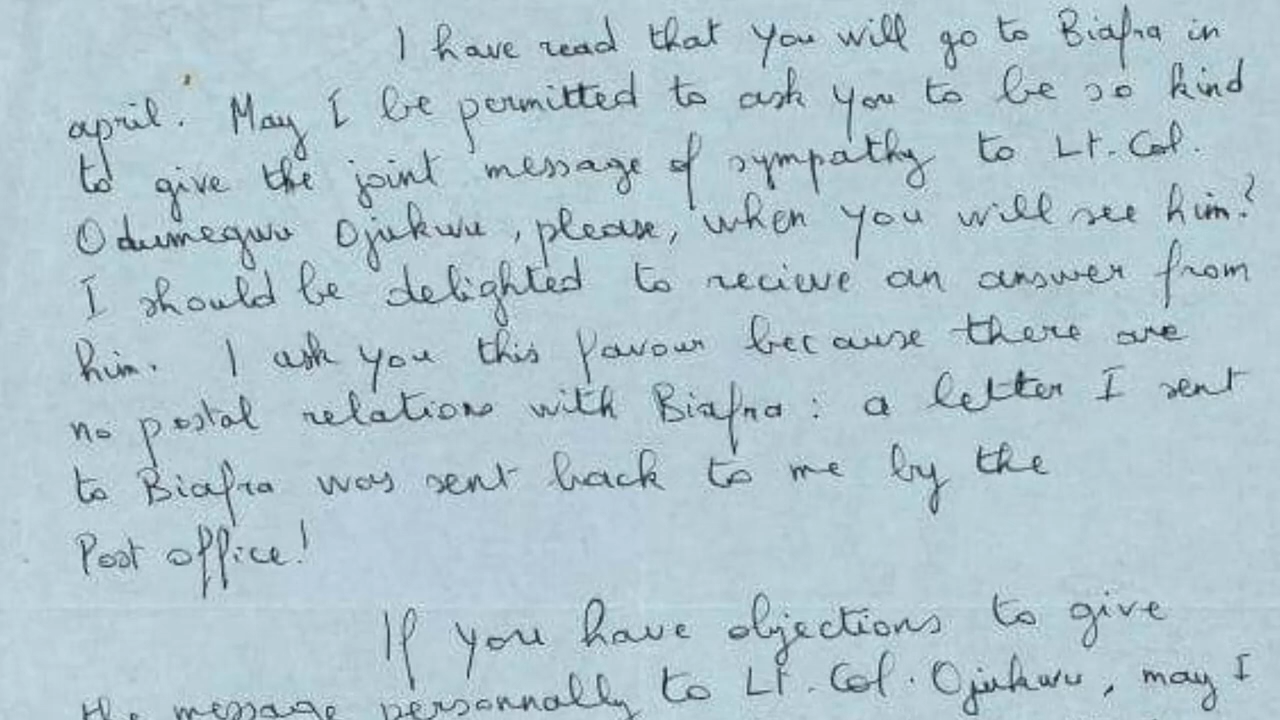 I have read that you will go to Biafra in
april. May I be permitted to ask you to be so kind
to give the joint message of sympathy to Lt. Col.
Odumegwu Ojukwu, please, when you will see him?
I should be delighted to recieve an answer from
him. I ask you this favour because there are
no postal relations with Biafra: a letter I sent
to Biafra was sent back to me by the
Post office!
If you have objections to give
the message personnally to Lt. Col. Ojukwu, may I